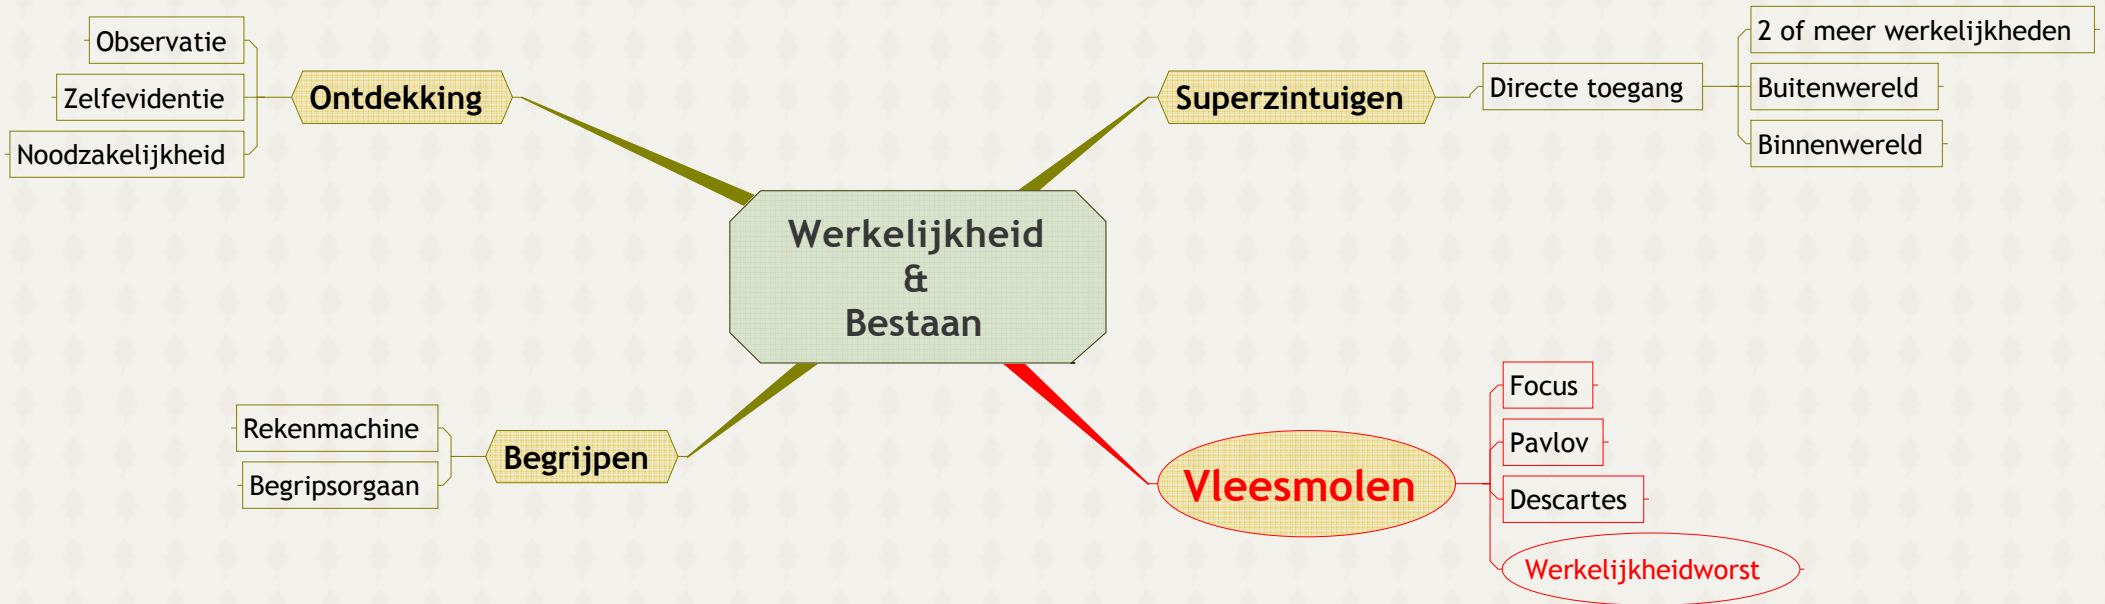 Observatie
Zelfevidentie
Noodzakelijkheid
Ontdekking
Superzintuigen
Directe toegang
2 of meer werkelijkheden
Buitenwereld
Binnenwereld
Werkelijkheid
&
Bestaan
Rekenmachine
Begripsorgaan
Begrijpen
Vleesmolen
Focus
Pavlov
Descartes
Werkelijkheidworst